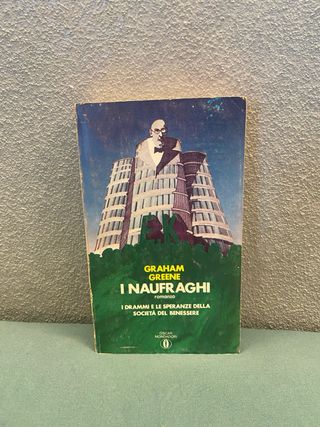 GRAHAM
GREENE
I NAUFRAGHI
romanzo
I DRAMMI E LE SPERANZE DELLA
SOCIETÀ DEL BENESSERE
OSCAR
MONDADORI